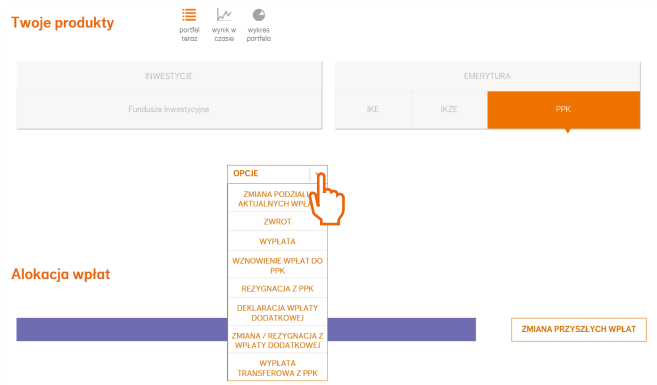 Twoje produkty
portfel
teraz
wynik w
czasie
wykres
portfela
INWESTYCJE
EMERYTURA
Fundusze Inwestycyjne
IKE
IKZE
PPK
OPCJE
ZMIANA PODZIAŁU
AKTUALNYCH
ZWROT
WYPŁATA
WZNOWIENIE WPŁAT DO
PPK
REZYGNACJA Z PPK
DEKLARACJA WPŁATY
DODATKOWEJ
ZMIANA / REZYGNACJA Z
WPŁATY DODATKOWEJ
WYPŁATA
TRANSFEROWA Z PPK
Alokacja wpłat
ZMIANA PRZYSZŁYCH WPŁAT